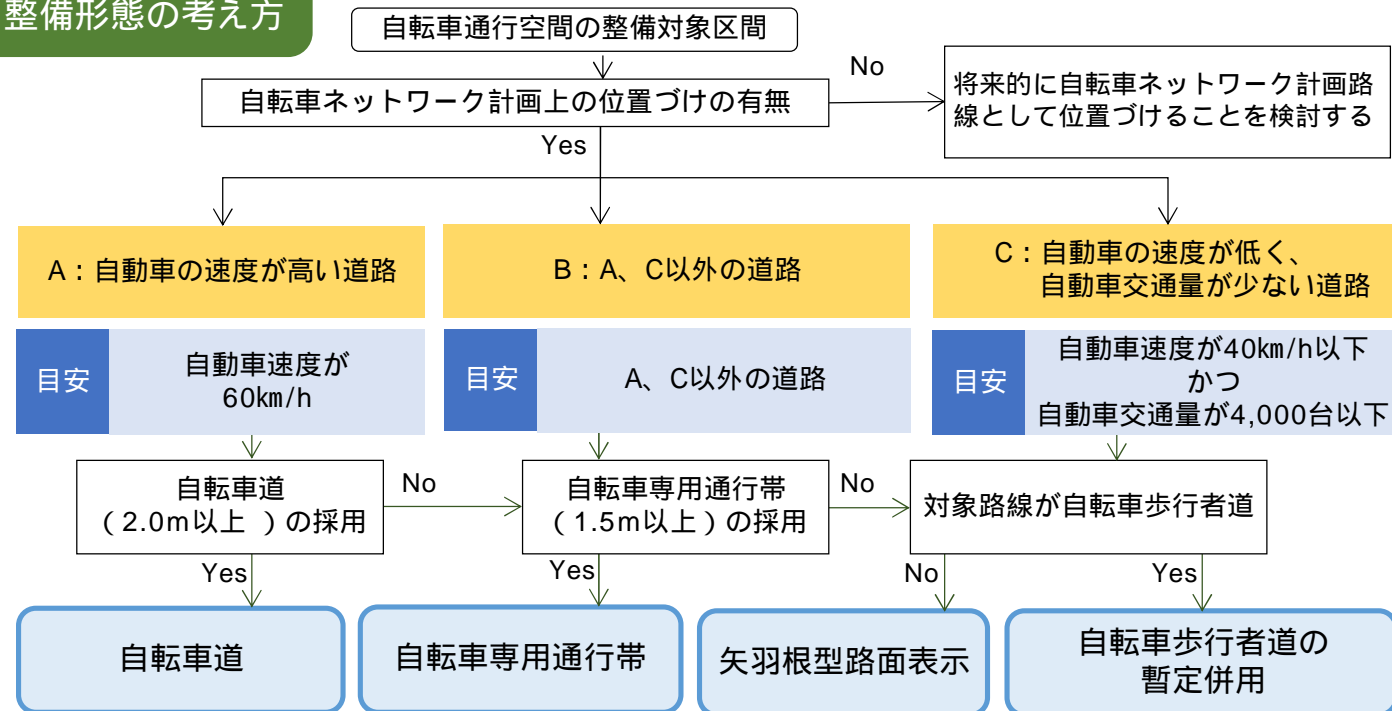 整備形態の考え方
自転車通行空間の整備対象区間
自転車ネットワーク計画上の位置づけの有無
No
将来的に自転車ネットワーク計画路
線として位置づけることを検討する
Yes
A：自動車の速度が高い道路
B：A、C以外の道路
C：自動車の速度が低く、
自動車交通量が少ない道路
目安
自動車速度が
60km/h
目安
A、C以外の道路
目安
自動車速度が40㎞/h以下
かつ
自動車交通量が4,000台以下
自転車道
（2.0m以上 ）の採用
No
自転車専用通行帯
（1.5m以上）の採用
No
対象路線が自転車歩行者道
Yes
Yes
No
Yes
自転車道
自転車専用通行帯
矢羽根型路面表示
自転車歩行者道の
暫定併用